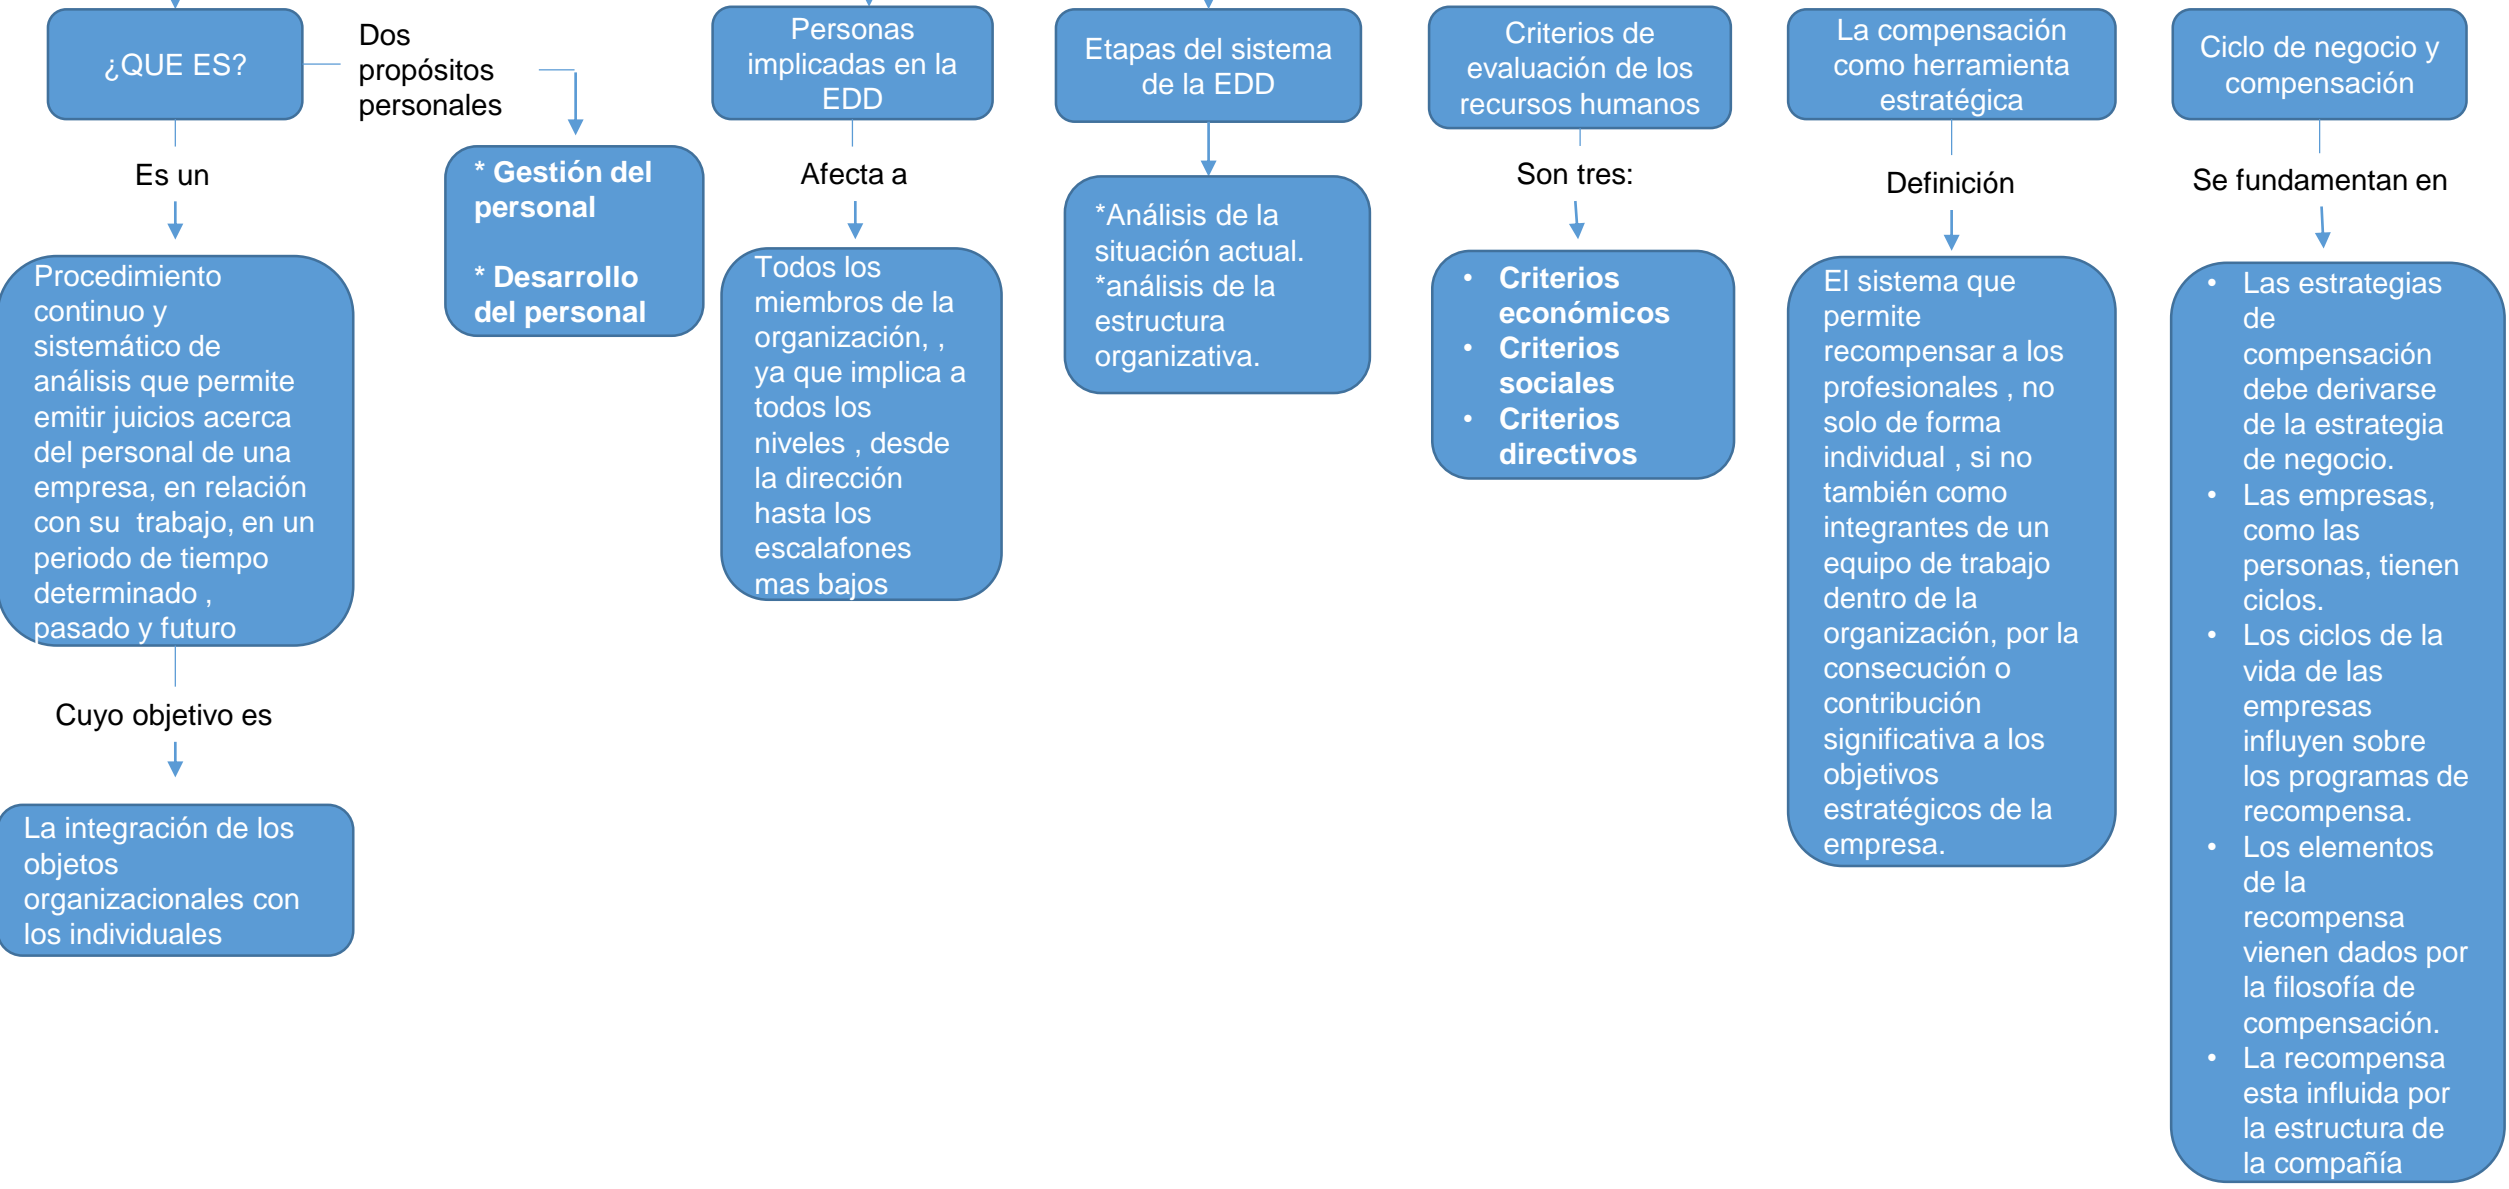 ¿QUE ES?
Dos
propósitos
personales
* Gestión del
personal
* Desarrollo
del personal
Es un
Procedimiento
continuo y
sistemático de
análisis que permite
emitir juicios acerca
del personal de una
empresa, en relación
con su  trabajo, en un
periodo de tiempo
determinado ,
pasado y futuro
Cuyo objetivo es
La integración de los
objetos
organizacionales con
los individuales
Personas
implicadas en la
EDD
Afecta a
Todos los
miembros de la
organización, ,
ya que implica a
todos los
niveles , desde
la dirección
hasta los
escalafones
mas bajos
Etapas del sistema
de la EDD
*Análisis de la
situación actual.
*análisis de la
estructura
organizativa.
Criterios de
evaluación de los
recursos humanos
Son tres:
• Criterios
económicos
• Criterios
sociales
• Criterios
directivos
La compensación
como herramienta
estratégica
Definición
El sistema que
permite
recompensar a los
profesionales , no
solo de forma
individual , si no
también como
integrantes de un
equipo de trabajo
dentro de la
organización, por la
consecución o
contribución
significativa a los
objetivos
estratégicos de la
empresa.
Ciclo de negocio y
compensación
Se fundamentan en
• Las estrategias
de
compensación
debe derivarse
de la estrategia
de negocio.
• Las empresas,
como las
personas, tienen
ciclos.
• Los ciclos de la
vida de las
empresas
influyen sobre
los programas de
recompensa.
• Los elementos
de la
recompensa
vienen dados por
la filosofía de
compensación.
• La recompensa
esta influida por
la estructura de
la compañía